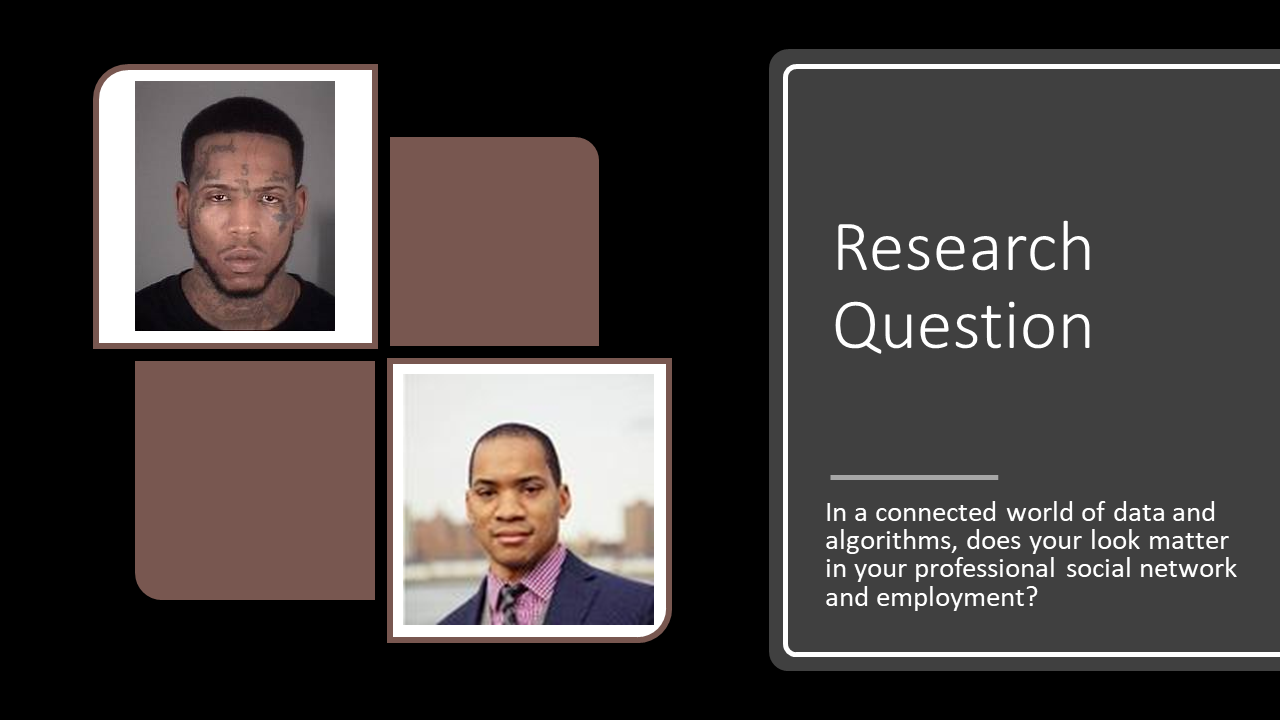 Research
Question
In a connected world of data and
algorithms, does your look matter
in your professional social network
and employment?